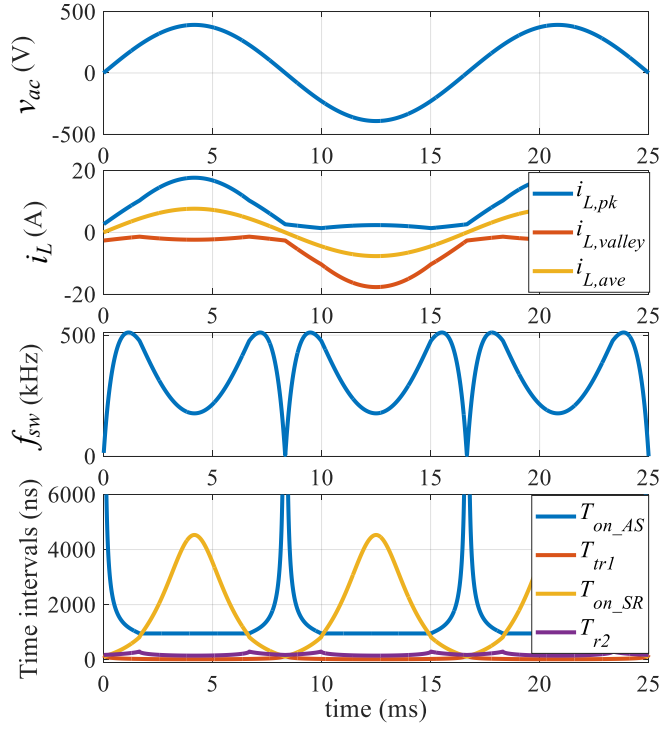 500
0
-500
v_ac (V)
0 5 10 15 20 25
20
0
-20
i_L (A)
i_L,pk
i_L,valley
i_L,ave
0 5 10 15 20 25
500
0
f_sw (kHz)
0 5 10 15 20 25
6000
4000
2000
0
Time intervals (ns)
T_on_AS
T_tr1
T_on_SR
T_r2
0 5 10 15 20 25
time (ms)